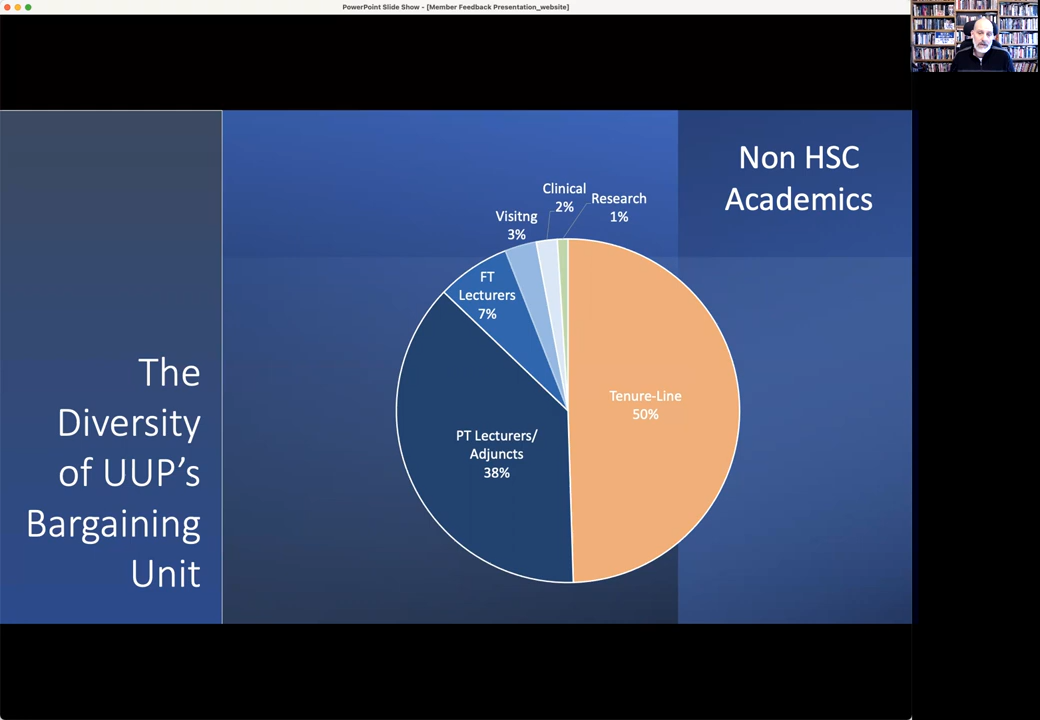 PowerPoint Slide Show - [Member Feedback Presentation_website]
The
Diversity
of UUP’s
Bargaining
Unit
Non HSC
Academics
Clinical
2%
Research
1%
Visitng
3%
FT
Lecturers
7%
Tenure-Line
50%
PT Lecturers/
Adjuncts
38%